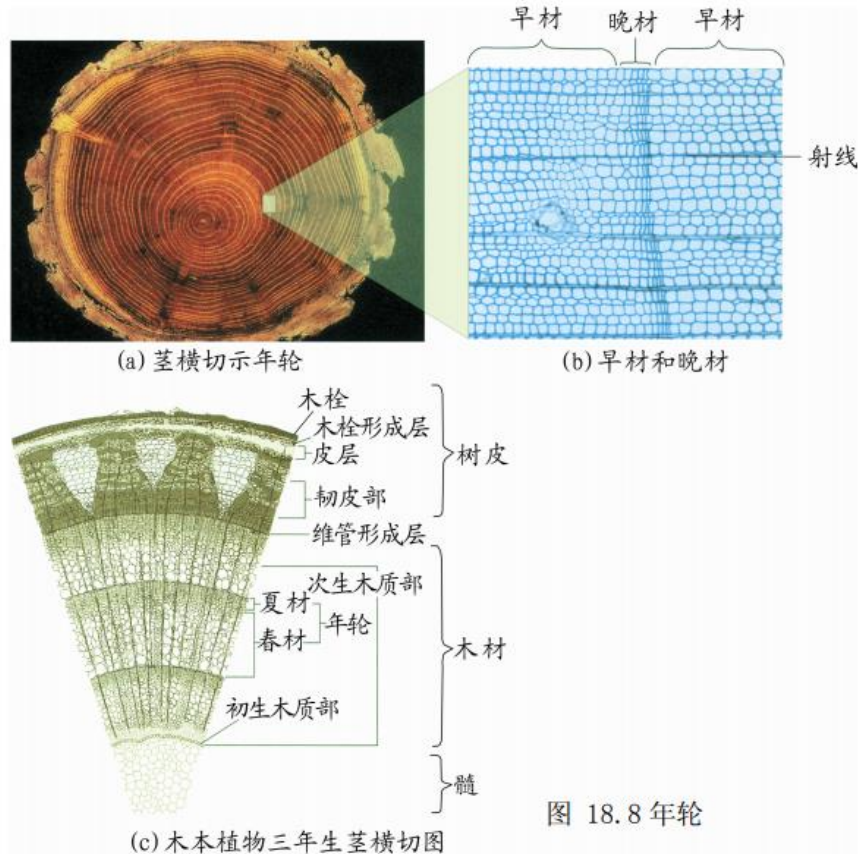 早材 晚材 早材
射线
(a)茎横切示年轮
(b)早材和晚材
木栓
木栓形成层
皮层
树皮
韧皮部
维管形成层
次生木质部
夏材
年轮
春材
木材
初生木质部
髓
图 18.8 年轮
(c)木本植物三年生茎横切图